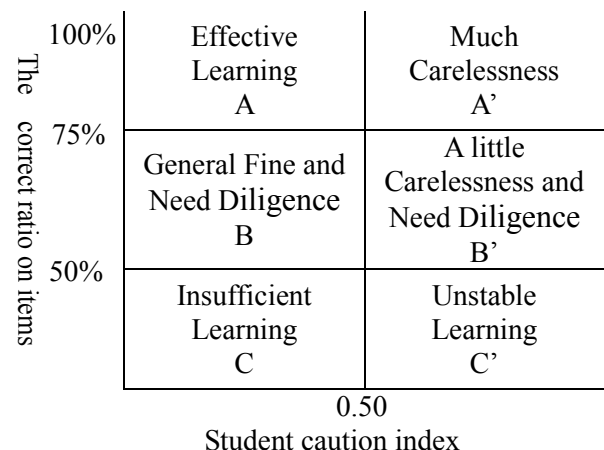 100%
Effective
Learning
A
Much
Carelessness
A’
The correct ratio on items
75%
General Fine and
Need Diligence
B
A little
Carelessness and
Need Diligence
B’
50%
Insufficient
Learning
C
Unstable
Learning
C’
0.50
Student caution index